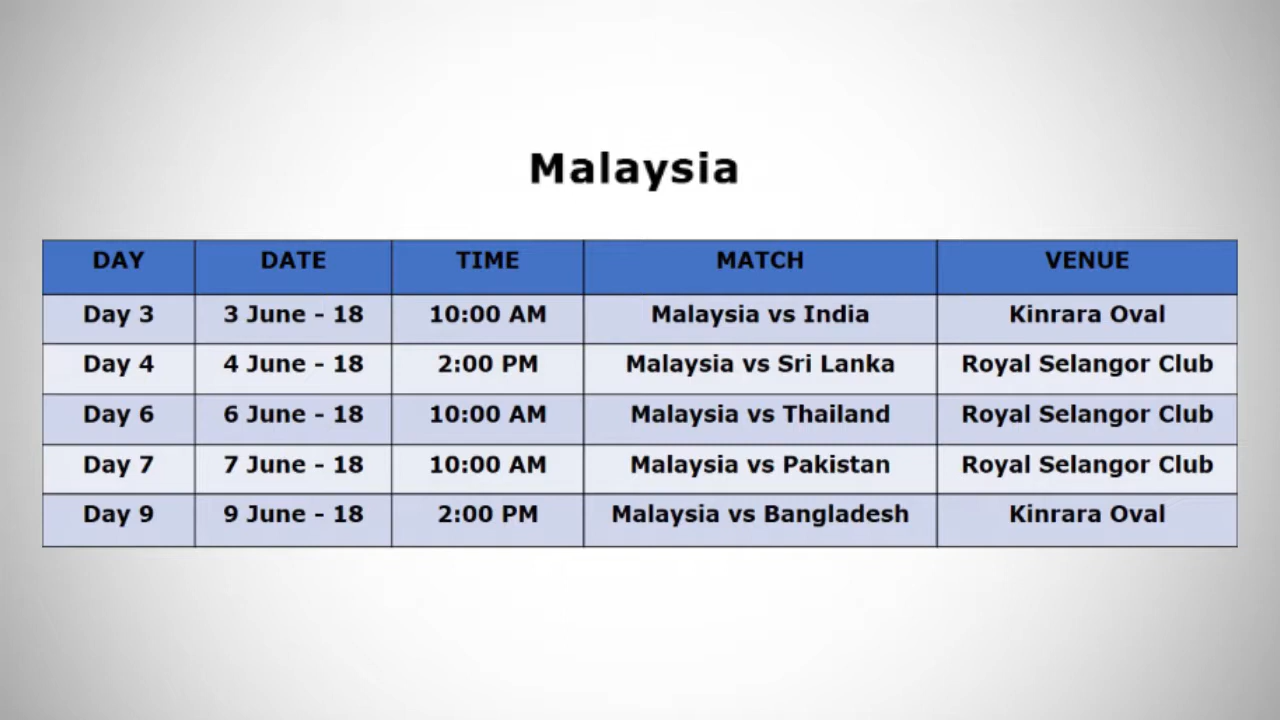 Malaysia
DAY DATE TIME MATCH VENUE
Day 3 3 June - 18 10:00 AM Malaysia vs India Kinrara Oval
Day 4 4 June - 18 2:00 PM Malaysia vs Sri Lanka Royal Selangor Club
Day 6 6 June - 18 10:00 AM Malaysia vs Thailand Royal Selangor Club
Day 7 7 June - 18 10:00 AM Malaysia vs Pakistan Royal Selangor Club
Day 9 9 June - 18 2:00 PM Malaysia vs Bangladesh Kinrara Oval